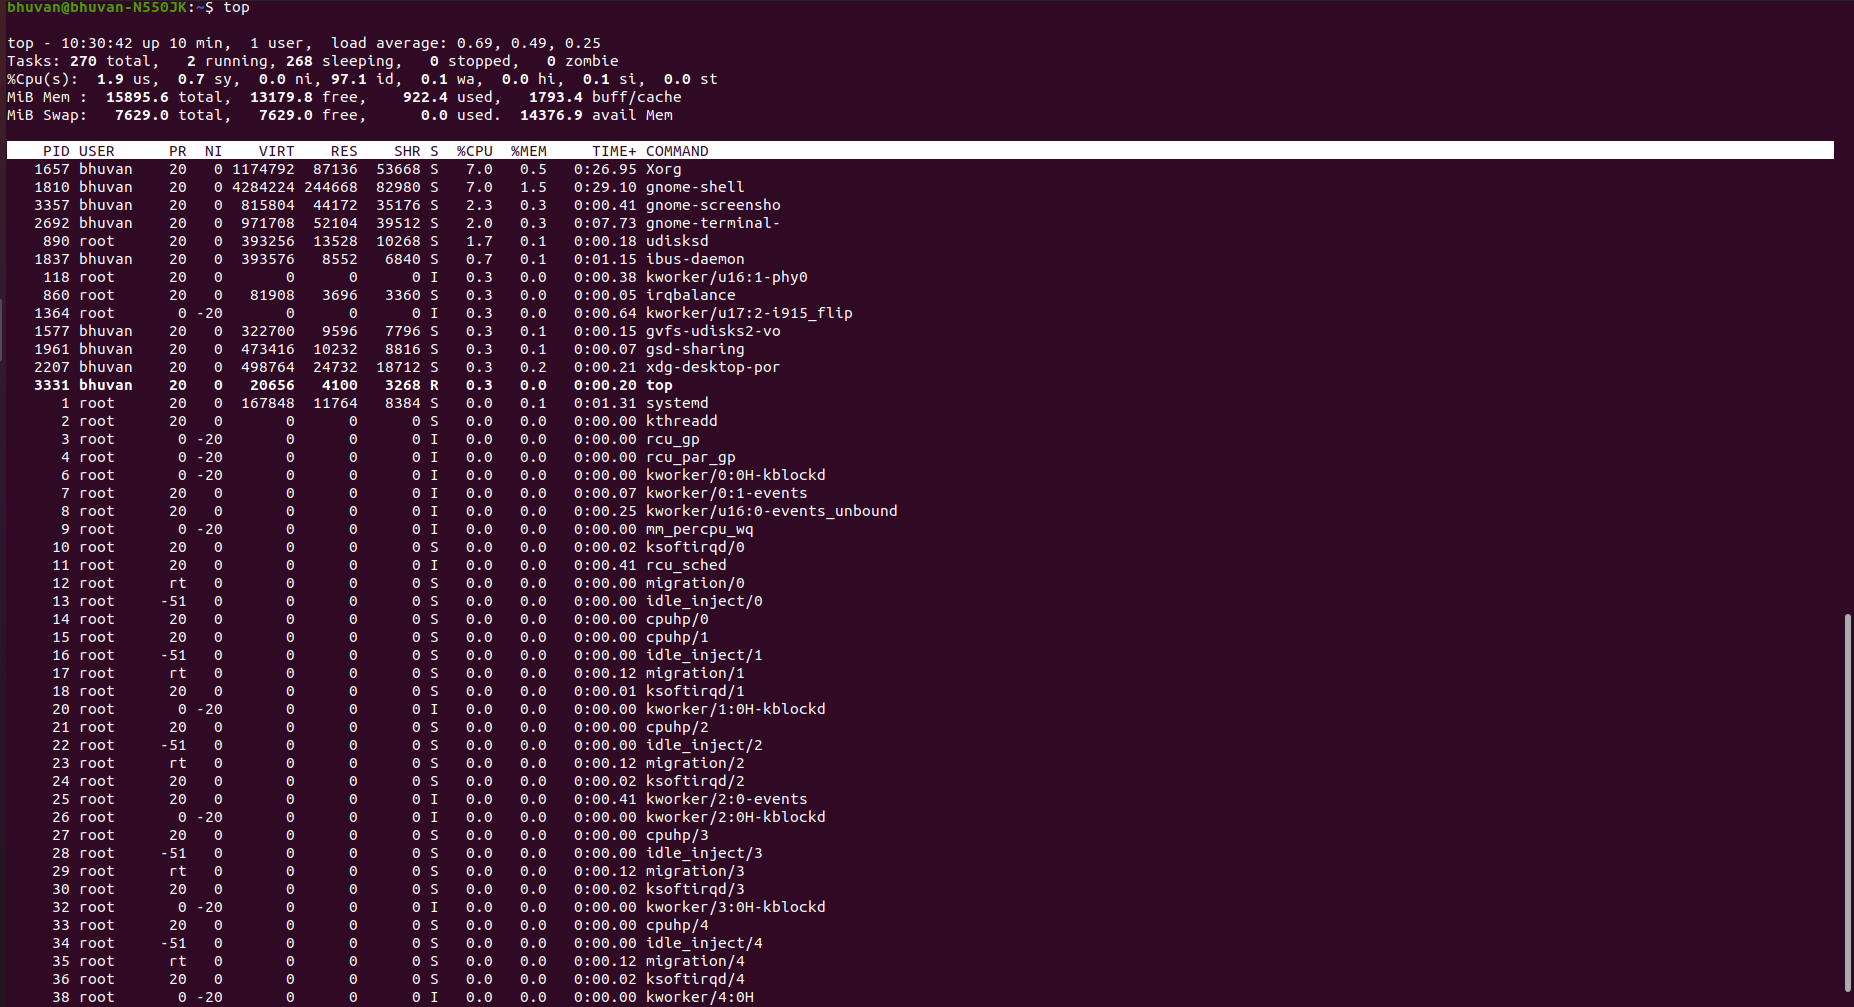 bhuvan@bhuvan-N550JK:~$ top
top - 10:30:42 up 10 min,  1 user,  load average: 0.69, 0.49, 0.25
Tasks: 270 total,   2 running, 268 sleeping,   0 stopped,   0 zombie
%Cpu(s):  1.9 us,  0.7 sy,  0.0 ni, 97.1 id,  0.1 wa,  0.0 hi,  0.1 si,  0.0 st
MiB Mem :  15895.6 total,  13179.8 free,    922.4 used,   1793.4 buff/cache
MiB Swap:   7629.0 total,   7629.0 free,      0.0 used.  14376.9 avail Mem
PID USER      PR  NI    VIRT    RES    SHR S  %CPU  %MEM     TIME+ COMMAND
1657 bhuvan    20   0 1174792  87136  53668 S   7.0   0.5   0:26.95 Xorg
1810 bhuvan    20   0 4284224 244668  82980 S   7.0   1.5   0:29.10 gnome-shell
3357 bhuvan    20   0  815804  44172  35176 S   2.3   0.3   0:00.41 gnome-screensho
2692 bhuvan    20   0  971708  52104  39512 S   2.0   0.3   0:07.73 gnome-terminal-
890 root      20   0  393256  13528  10268 S   1.7   0.1   0:00.18 udisksd
1837 bhuvan    20   0  393576   8552   6840 S   0.7   0.1   0:01.15 ibus-daemon
118 root      20   0       0      0      0 I   0.3   0.0   0:00.38 kworker/u16:1-phy0
860 root      20   0   81908   3696   3360 S   0.3   0.0   0:00.05 irqbalance
1364 root       0 -20       0      0      0 I   0.3   0.0   0:00.64 kworker/u17:2-i915_flip
1577 bhuvan    20   0  322700   9596   7796 S   0.3   0.1   0:00.15 gvfs-udisks2-vo
1961 bhuvan    20   0  473416  10232   8816 S   0.3   0.1   0:00.07 gsd-sharing
2207 bhuvan    20   0  498764  24732  18712 S   0.3   0.2   0:00.21 xdg-desktop-por
3331 bhuvan    20   0   20656   4100   3268 R   0.3   0.0   0:00.20 top
1 root      20   0  167848  11764   8384 S   0.0   0.1   0:01.31 systemd
2 root      20   0       0      0      0 S   0.0   0.0   0:00.00 kthreadd
3 root       0 -20       0      0      0 I   0.0   0.0   0:00.00 rcu_gp
4 root       0 -20       0      0      0 I   0.0   0.0   0:00.00 rcu_par_gp
6 root       0 -20       0      0      0 I   0.0   0.0   0:00.00 kworker/0:0H-kblockd
7 root      20   0       0      0      0 I   0.0   0.0   0:00.07 kworker/0:1-events
8 root      20   0       0      0      0 I   0.0   0.0   0:00.25 kworker/u16:0-events_unbound
9 root       0 -20       0      0      0 I   0.0   0.0   0:00.00 mm_percpu_wq
10 root      20   0       0      0      0 S   0.0   0.0   0:00.02 ksoftirqd/0
11 root      20   0       0      0      0 I   0.0   0.0   0:00.41 rcu_sched
12 root      rt   0       0      0      0 S   0.0   0.0   0:00.00 migration/0
13 root     -51   0       0      0      0 S   0.0   0.0   0:00.00 idle_inject/0
14 root      20   0       0      0      0 S   0.0   0.0   0:00.00 cpuhp/0
15 root      20   0       0      0      0 S   0.0   0.0   0:00.00 cpuhp/1
16 root     -51   0       0      0      0 S   0.0   0.0   0:00.00 idle_inject/1
17 root      rt   0       0      0      0 S   0.0   0.0   0:00.12 migration/1
18 root      20   0       0      0      0 S   0.0   0.0   0:00.01 ksoftirqd/1
20 root       0 -20       0      0      0 I   0.0   0.0   0:00.00 kworker/1:0H-kblockd
21 root      20   0       0      0      0 S   0.0   0.0   0:00.00 cpuhp/2
22 root     -51   0       0      0      0 S   0.0   0.0   0:00.00 idle_inject/2
23 root      rt   0       0      0      0 S   0.0   0.0   0:00.12 migration/2
24 root      20   0       0      0      0 S   0.0   0.0   0:00.02 ksoftirqd/2
25 root      20   0       0      0      0 I   0.0   0.0   0:00.41 kworker/2:0-events
26 root       0 -20       0      0      0 I   0.0   0.0   0:00.00 kworker/2:0H-kblockd
27 root      20   0       0      0      0 S   0.0   0.0   0:00.00 cpuhp/3
28 root     -51   0       0      0      0 S   0.0   0.0   0:00.00 idle_inject/3
29 root      rt   0       0      0      0 S   0.0   0.0   0:00.12 migration/3
30 root      20   0       0      0      0 S   0.0   0.0   0:00.02 ksoftirqd/3
32 root       0 -20       0      0      0 I   0.0   0.0   0:00.00 kworker/3:0H-kblockd
33 root      20   0       0      0      0 S   0.0   0.0   0:00.00 cpuhp/4
34 root     -51   0       0      0      0 S   0.0   0.0   0:00.00 idle_inject/4
35 root      rt   0       0      0      0 S   0.0   0.0   0:00.12 migration/4
36 root      20   0       0      0      0 S   0.0   0.0   0:00.02 ksoftirqd/4
38 root       0 -20       0      0      0 I   0.0   0.0   0:00.00 kworker/4:0H